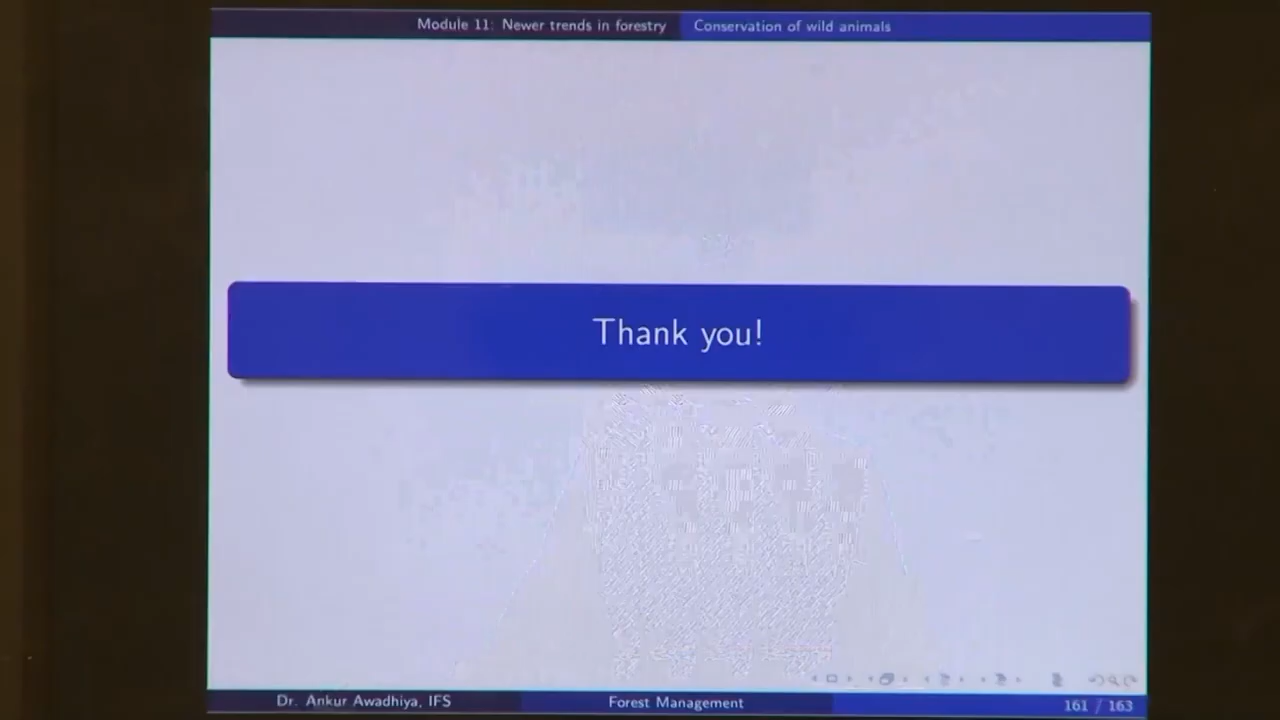 Module 11: Newer trends in forestry Conservation of wild animals
Thank you!
Dr. Ankur Awadhiya, IFS Forest Management 161 / 163